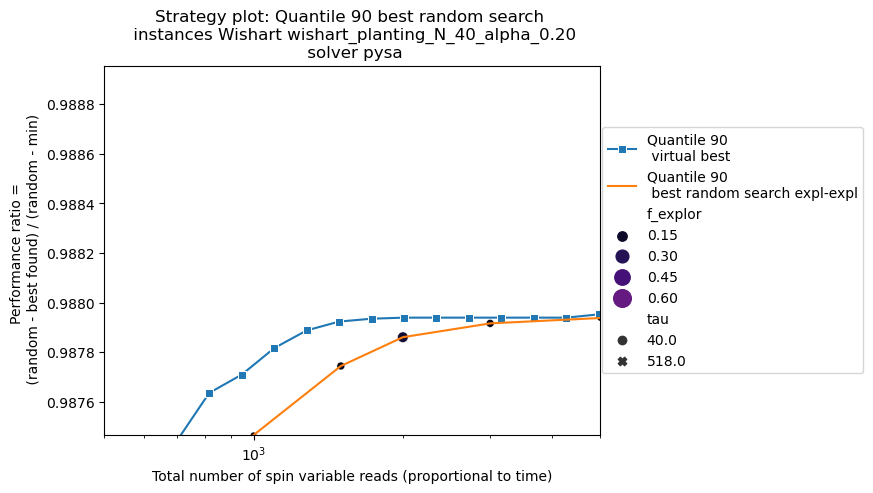 Strategy plot: Quantile 90 best random search
instances Wishart wishart_planting_N_40_alpha_0.20
solver pysa
Performance ratio =
(random - best found) / (random - min)
0.9888
0.9886
0.9884
0.9882
0.9880
0.9878
0.9876
10³
Total number of spin variable reads (proportional to time)
Quantile 90
virtual best
Quantile 90
best random search expl-expl
f_explor
0.15
0.30
0.45
0.60
tau
40.0
518.0